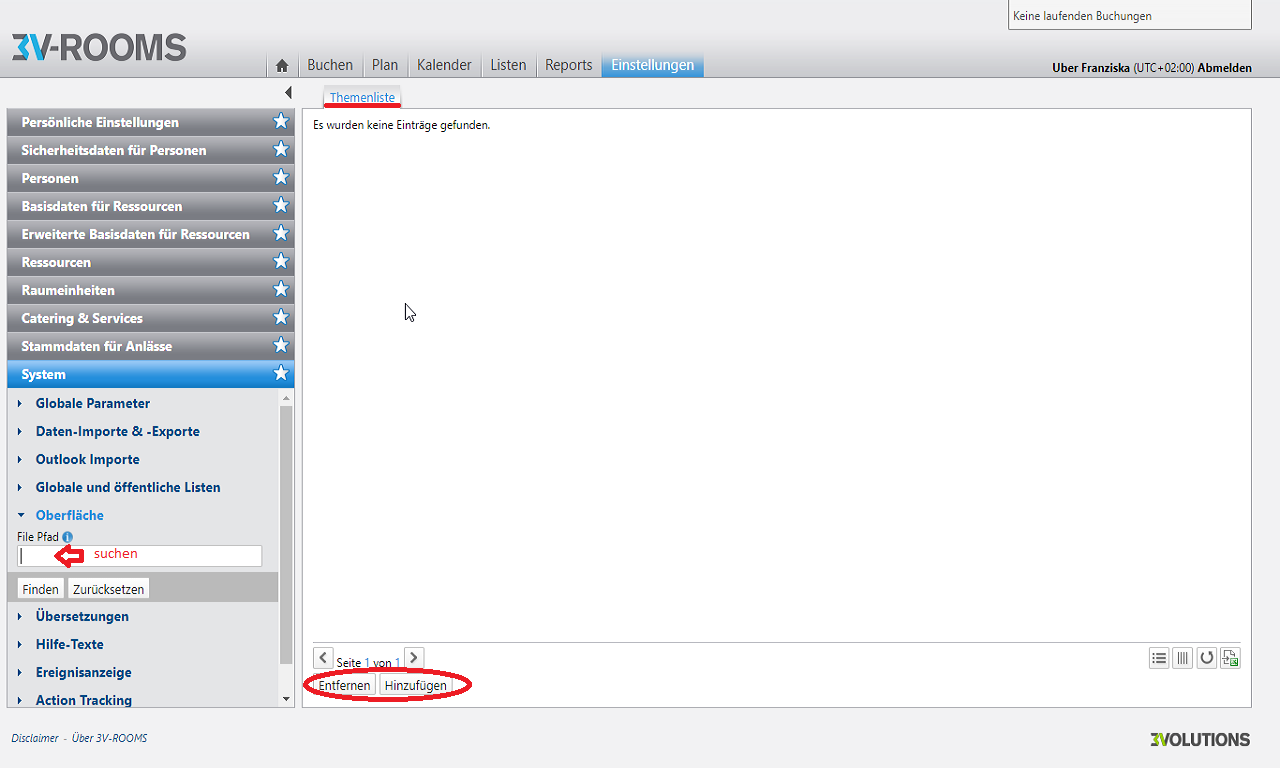 Keine laufenden Buchungen
3V-ROOMS
Buchen Plan Kalender Listen Reports Einstellungen
Uber Franziska (UTC+02:00) Abmelden
Themenliste
Es wurden keine Einträge gefunden.
Persönliche Einstellungen
Sicherheitsdaten für Personen
Personen
Basisdaten für Ressourcen
Erweiterte Basisdaten für Ressourcen
Ressourcen
Raumeinheiten
Catering & Services
Stammdaten für Anlässe
System
Globale Parameter
Daten-Importe & -Exporte
Outlook Importe
Globale und öffentliche Listen
Oberfläche
File Pfad
suchen
Finden Zurücksetzen
Übersetzungen
Hilfe-Texte
Ereignisanzeige
Action Tracking
Seite 1 von 1
Entfernen Hinzufügen
Disclaimer - Über 3V-ROOMS
3VOLUTIONS